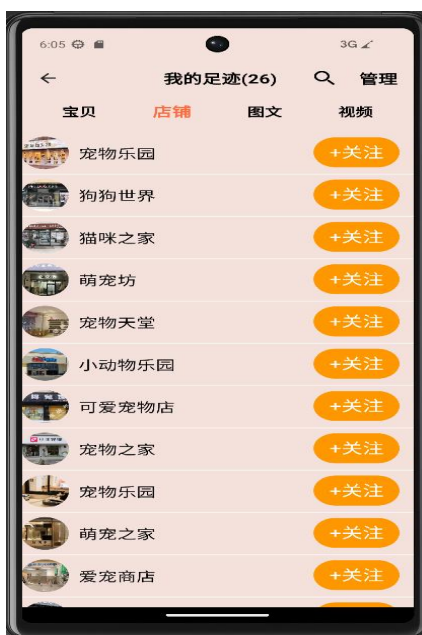 6:05 3G
我的足迹(26) 管理
宝贝 店铺 图文 视频
宠物乐园 +关注
狗狗世界 +关注
猫咪之家 +关注
萌宠坊 +关注
宠物天堂 +关注
小动物乐园 +关注
可爱宠物店 +关注
宠物之家 +关注
宠物乐园 +关注
萌宠之家 +关注
爱宠商店 +关注